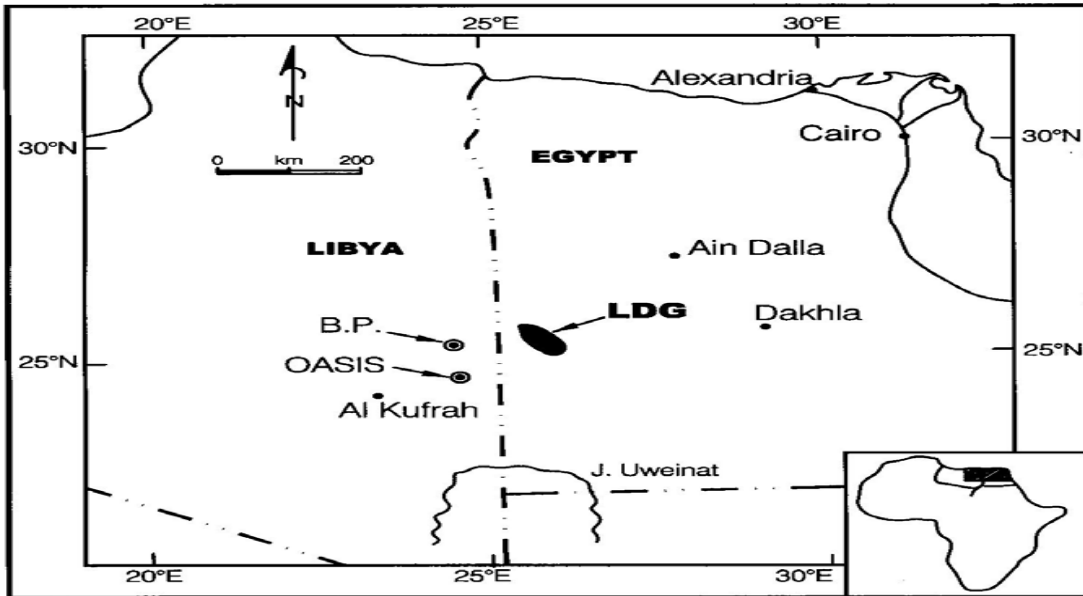 20°E 25°E 30°E
N
Alexandria
Cairo
30°N 30°N
0 km 200
EGYPT
LIBYA
Ain Dalla
LDG
Dakhla
B.P.
25°N 25°N
OASIS
Al Kufrah
J. Uweinat
20°E 25°E 30°E